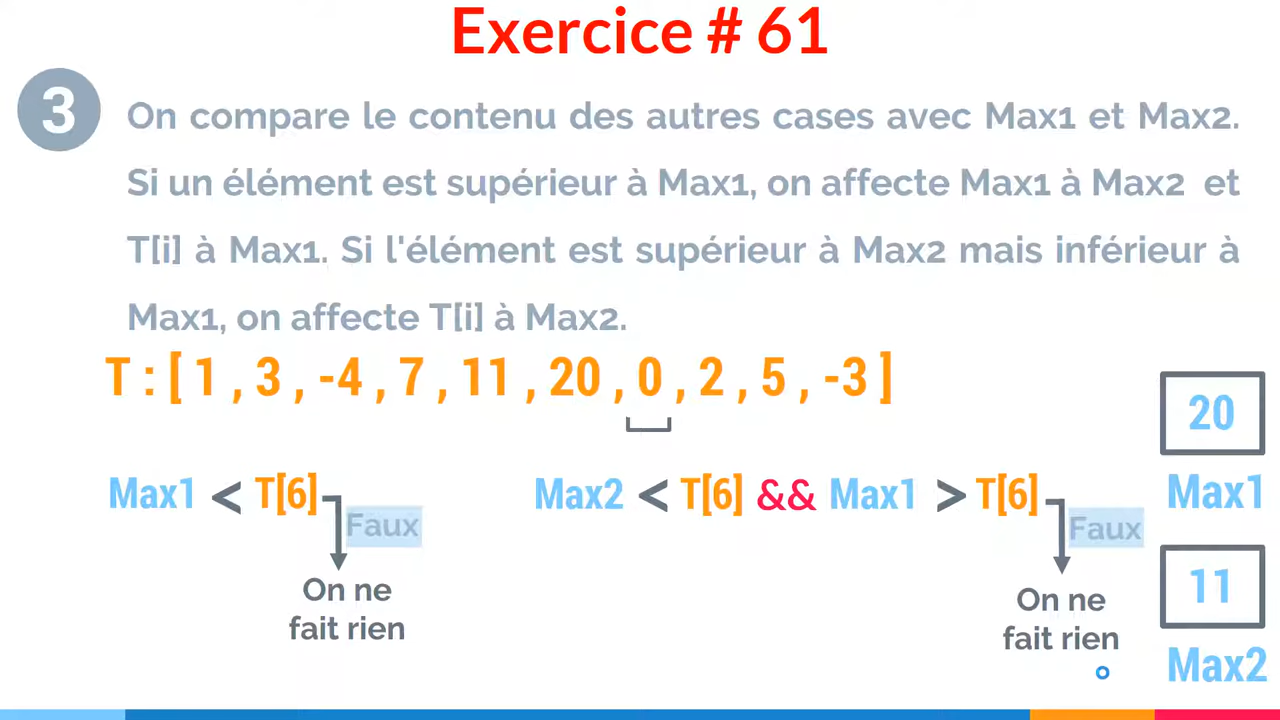 Exercice # 61
3
On compare le contenu des autres cases avec Max1 et Max2.
Si un élément est supérieur à Max1, on affecte Max1 à Max2 et
T[i] à Max1. Si l'élément est supérieur à Max2 mais inférieur à
Max1, on affecte T[i] à Max2.
T : [ 1 , 3 , -4 , 7 , 11 , 20 , 0 , 2 , 5 , -3 ]
20
Max1
Max1 < T[6]
Faux
On ne
fait rien
Max2 < T[6] && Max1 > T[6]
Faux
On ne
fait rien
11
Max2